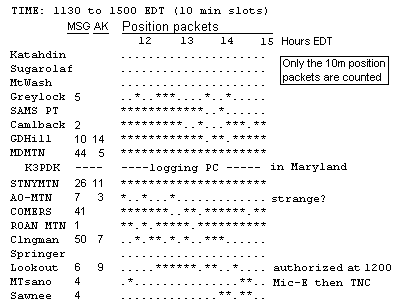 TIME: 1130 to 1500 EDT (10 min slots)
MSG AK Position packets
12 13 14 15 Hours EDT
Katahdin .....................
Sugarolaf .....................
MtWash .....................
Only the 10m position packets are counted
Greylock 5 ..*..***....*..*.....
SAMS PT *************..*.....
Camlback 2 *********..*...***.**
GDHill 10 14 ************.**.*****
MDMTN 44 5 *********************
K3PDK ---- ----logging PC ----- in Maryland
STNYMTN 26 11 *********************
AO-MTN 7 3 ..*...*.......*...... strange?
COMERS 41 ********.**.*****.***
ROAN MTN 1 *********************
Clngman 50 7 ..*.**.**.*...***....
Springer .....................
Lookout 6 9 .....******.**..*.... authorized at 1200
MTsano 4 .*................**. Mic-E then TNC
Sawnee 4 ..............**.**..